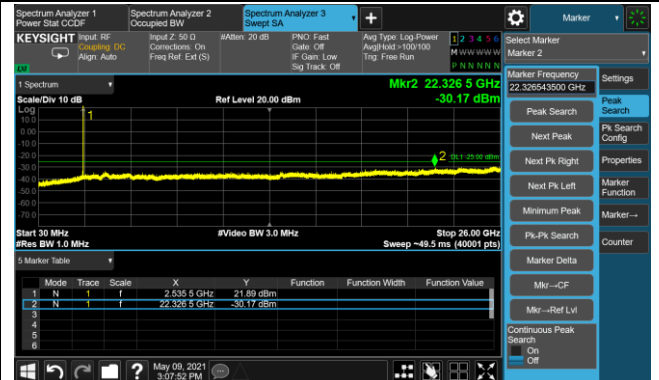 Spectrum Analyzer 1
Power Stat CCDF
Spectrum Analyzer 2
Occupied BW
Spectrum Analyzer 3
Swept SA
Marker
KEYSIGHT
Input: RF
Coupling: DC
Align: Auto
Input Z: 50 Ω
Corrections: On
Freq Ref: Ext (S)
#Atten: 20 dB
PNO: Fast
Gate: Off
IF Gain: Low
Sig Track: Off
Avg Type: Log-Power
Avg|Hold:>100/100
Trig: Free Run
1 2 3 4 5 6
M W W W W W
P N N N N N
LXI
Select Marker
Marker 2
1 Spectrum
Mkr2 22.326 5 GHz
Scale/Div 10 dB
Ref Level 20.00 dBm
-30.17 dBm
Log
10.0
0.00
-10.0
-20.0
-30.0
-40.0
-50.0
-60.0
-70.0
1
2
DL1 -25.00 dBm
Start 30 MHz
#Video BW 3.0 MHz
Stop 26.00 GHz
#Res BW 1.0 MHz
Sweep ~49.5 ms (40001 pts)
5 Marker Table
Mode Trace Scale X Y Function Function Width Function Value
1 N 1 f 2.535 5 GHz 21.89 dBm
2 N 1 f 22.326 5 GHz -30.17 dBm
3
4
5
6
May 09, 2021
3:07:52 PM
Marker Frequency
22.326543500 GHz
Peak Search
Next Peak
Next Pk Right
Next Pk Left
Minimum Peak
Pk-Pk Search
Marker Delta
Mkr→CF
Mkr→Ref Lvl
Continuous Peak
Search
On
Off
Settings
Peak
Search
Pk Search
Config
Properties
Marker
Function
Marker→
Counter